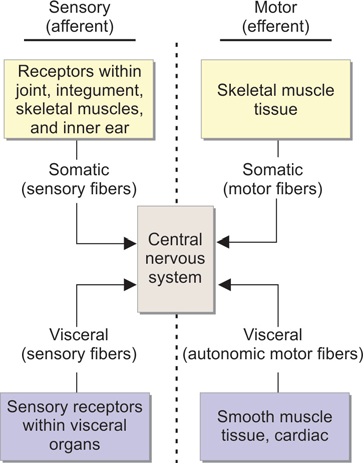 Sensory
(afferent)
Motor
(efferent)
Receptors within
joint, integument,
skeletal muscles,
and inner ear
Skeletal muscle
tissue
Somatic
(sensory fibers)
Somatic
(motor fibers)
Central
nervous
system
Visceral
(sensory fibers)
Visceral
(autonomic motor fibers)
Sensory receptors
within visceral
organs
Smooth muscle
tissue, cardiac